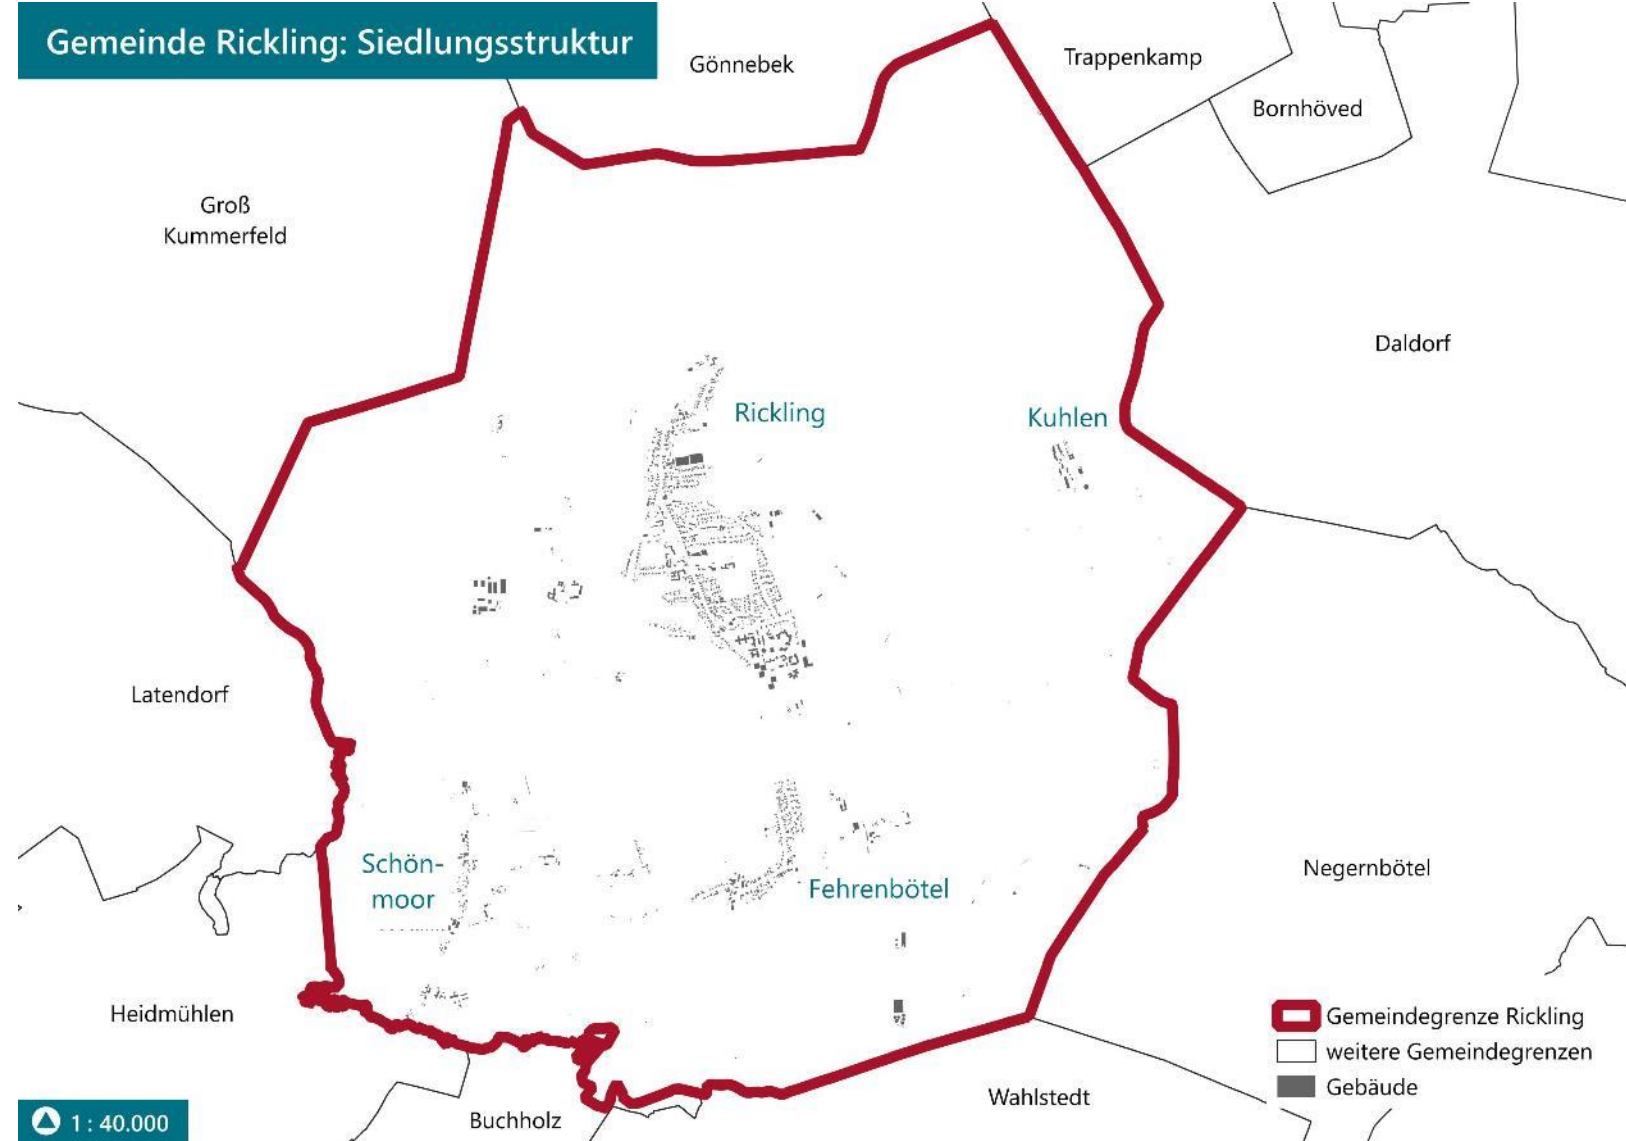 Gemeinde Rickling: Siedlungsstruktur
Gönnebek
Trappenkamp
Bornhöved
Groß
Kummerfeld
Daldorf
Rickling
Kuhlen
Latendorf
Schön-
moor
Fehrenbötel
Negernbötel
Heidmühlen
Gemeindegrenze Rickling
weitere Gemeindegrenzen
Gebäude
Wahlstedt
Buchholz
1 : 40.000